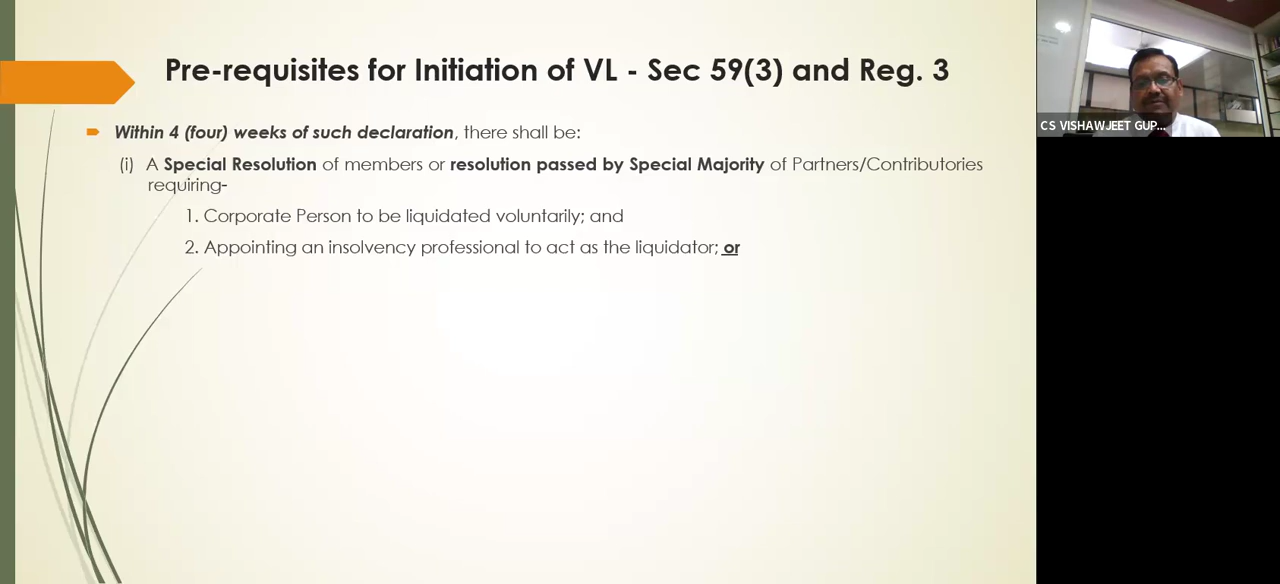 Pre-requisites for Initiation of VL - Sec 59(3) and Reg. 3
Within 4 (four) weeks of such declaration, there shall be:
(i) A Special Resolution of members or resolution passed by Special Majority of Partners/Contributories
requiring-
1. Corporate Person to be liquidated voluntarily; and
2. Appointing an insolvency professional to act as the liquidator; or
CS VISHAWJEET GUP...